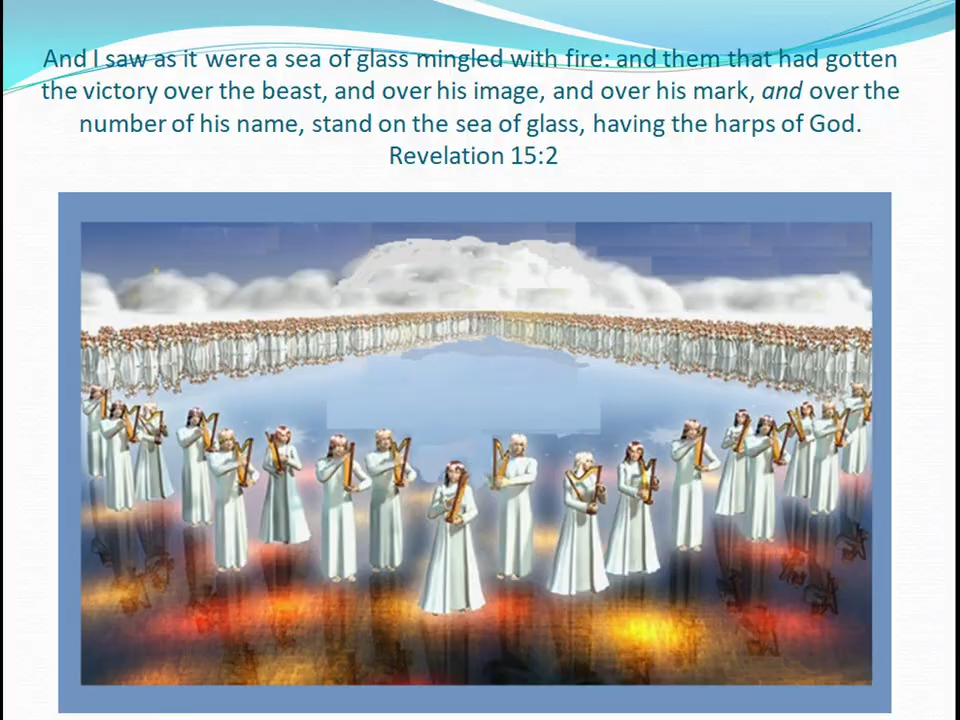 And I saw as it were a sea of glass mingled with fire: and them that had gotten
the victory over the beast, and over his image, and over his mark, and over the
number of his name, stand on the sea of glass, having the harps of God.
Revelation 15:2